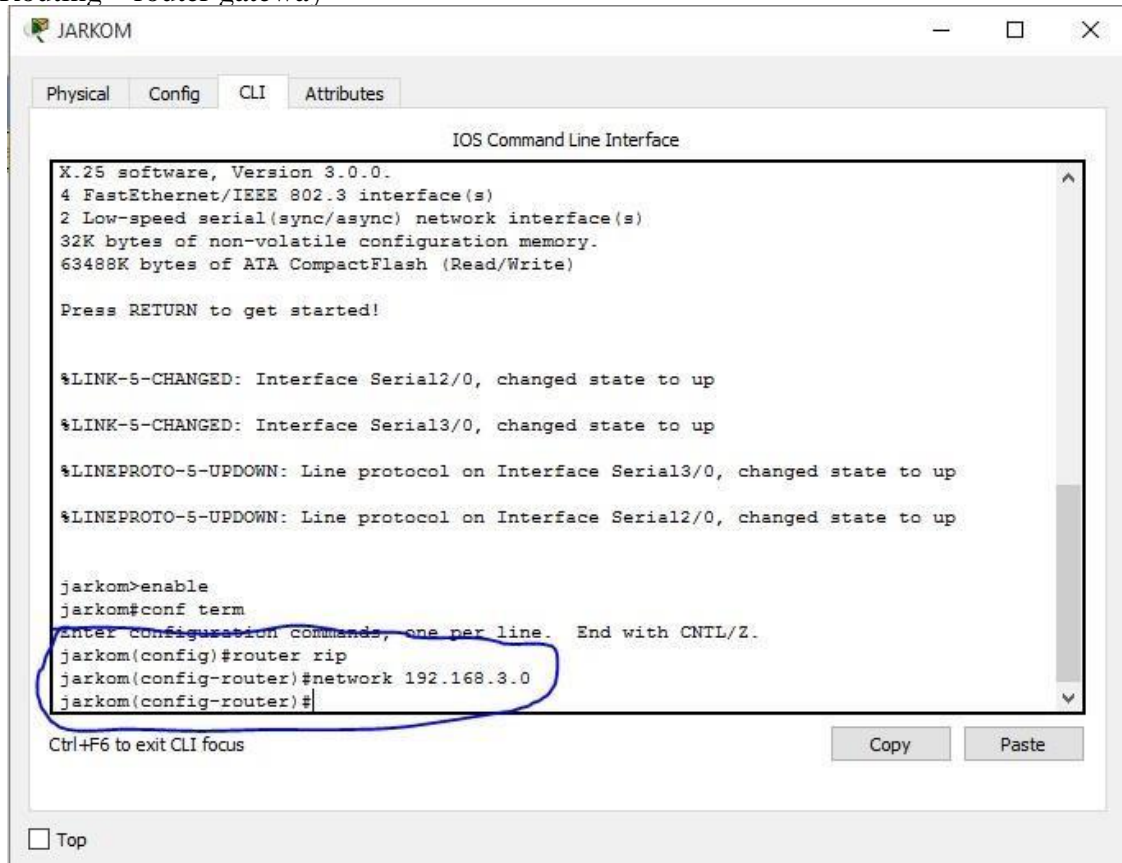 Routing – router gateway)
JARKOM
Physical Config CLI Attributes
IOS Command Line Interface
X.25 software, Version 3.0.0.
4 FastEthernet/IEEE 802.3 interface(s)
2 Low-speed serial(sync/async) network interface(s)
32K bytes of non-volatile configuration memory.
63488K bytes of ATA CompactFlash (Read/Write)
Press RETURN to get started!
%LINK-5-CHANGED: Interface Serial2/0, changed state to up
%LINK-5-CHANGED: Interface Serial3/0, changed state to up
%LINEPROTO-5-UPDOWN: Line protocol on Interface Serial3/0, changed state to up
%LINEPROTO-5-UPDOWN: Line protocol on Interface Serial2/0, changed state to up
jarkom>enable
jarkom#conf term
Enter configuration commands, one per line. End with CNTL/Z.
jarkom(config)#router rip
jarkom(config-router)#network 192.168.3.0
jarkom(config-router)#
Ctrl+F6 to exit CLI focus
Copy Paste
Top